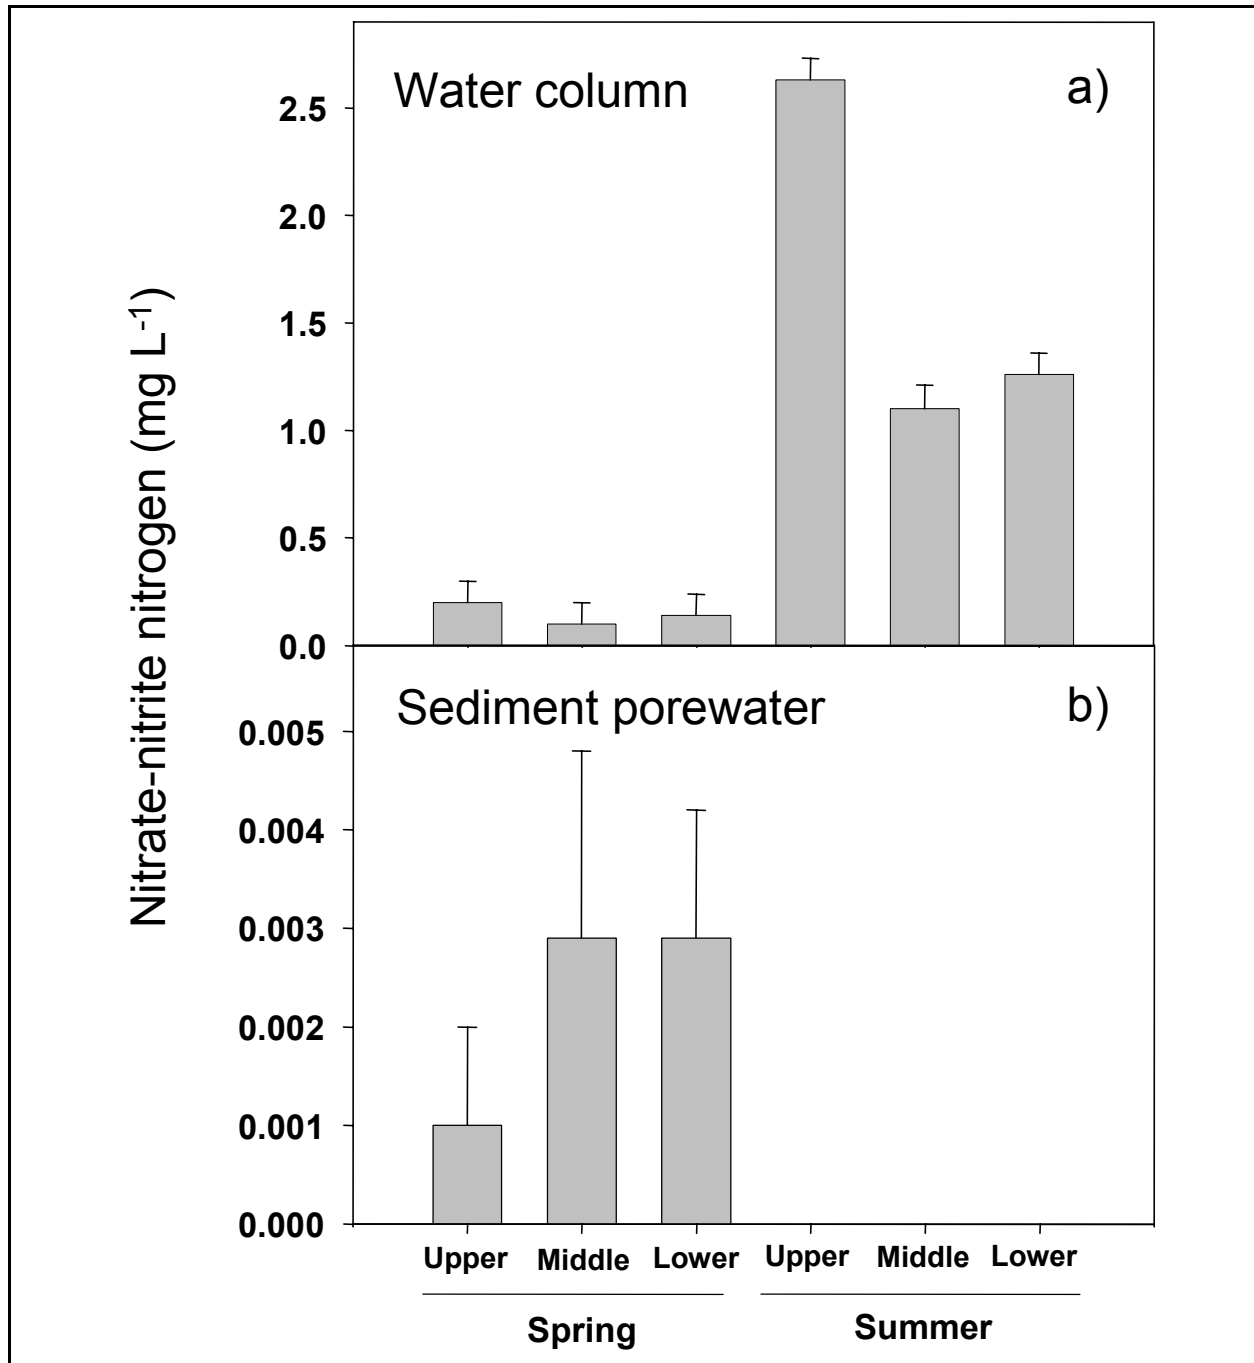 Nitrate-nitrite nitrogen (mg L⁻¹)
Water column
a)
2.5
2.0
1.5
1.0
0.5
0.0
Sediment porewater
b)
0.005
0.004
0.003
0.002
0.001
0.000
Upper Middle Lower Upper Middle Lower
Spring Summer